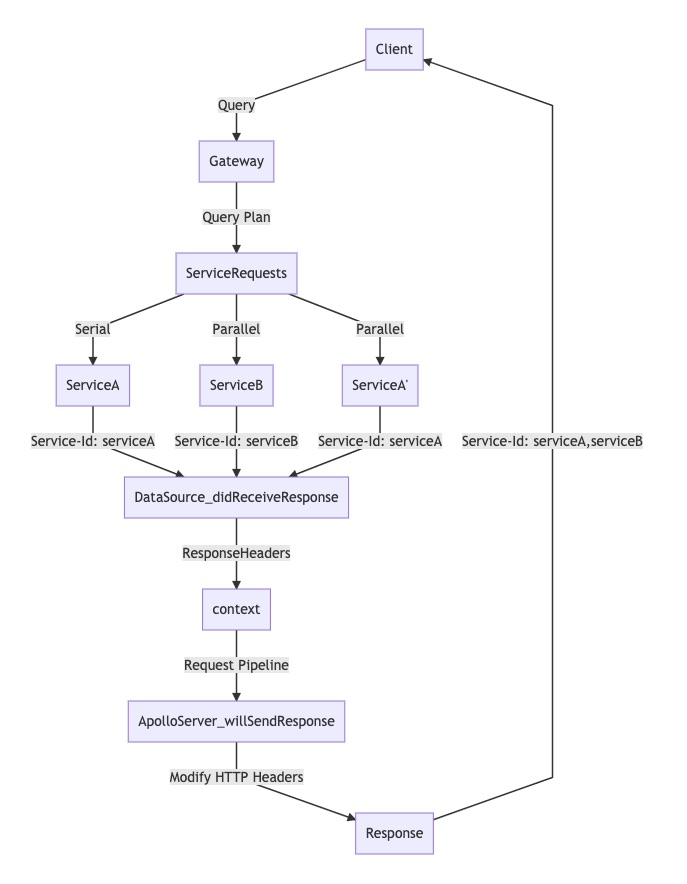 Client
Query
Gateway
Query Plan
ServiceRequests
Serial
Parallel
Parallel
ServiceA
ServiceB
ServiceA'
Service-Id: serviceA
Service-Id: serviceB
Service-Id: serviceA
Service-Id: serviceA,serviceB
DataSource_didReceiveResponse
ResponseHeaders
context
Request Pipeline
ApolloServer_willSendResponse
Modify HTTP Headers
Response